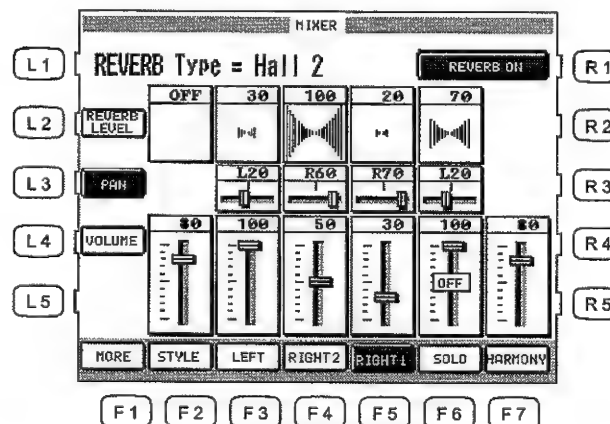 MIXER
L1 REVERB Type = Hall 2 REVERB ON R1
OFF 30 100 20 70
L2 REVERB LEVEL R2
L20 R60 R70 L20
L3 PAN R3
80 100 50 30 100 80
L4 VOLUME R4
OFF
L5 R5
MORE STYLE LEFT RIGHT2 RIGHT1 SOLO HARMONY
F1 F2 F3 F4 F5 F6 F7